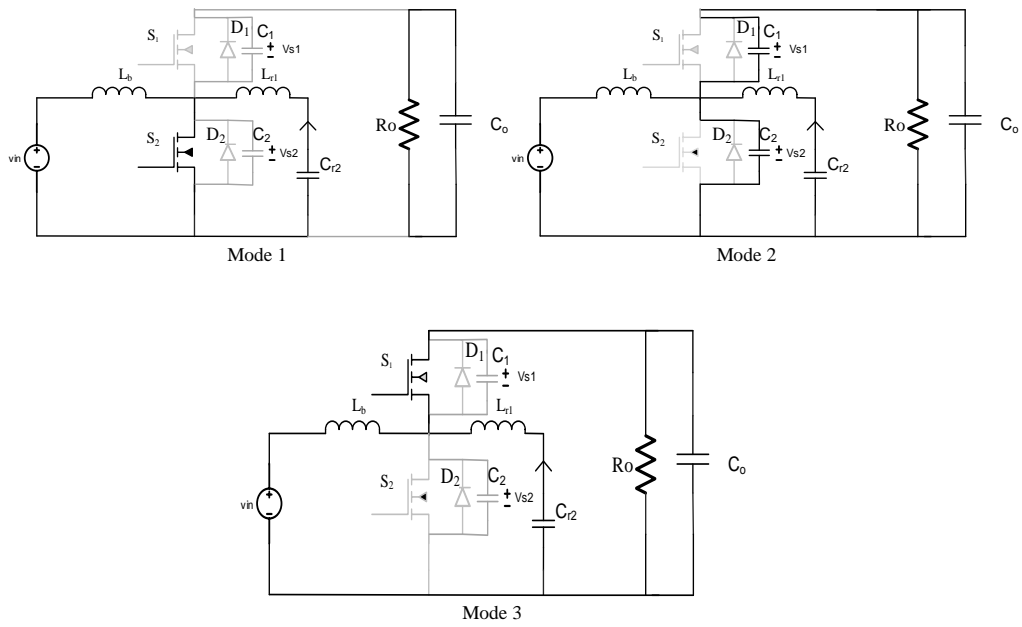 S1 D1 C1 + Vs1 −
Lb Lr1
vin + − S2 D2 C2 + Vs2 − Cr2 Ro Co
Mode 1
S1 D1 C1 + Vs1 −
Lb Lr1
vin + − S2 D2 C2 + Vs2 − Cr2 Ro Co
Mode 2
S1 D1 C1 + Vs1 −
Lb Lr1
vin + − S2 D2 C2 + Vs2 − Cr2 Ro Co
Mode 3